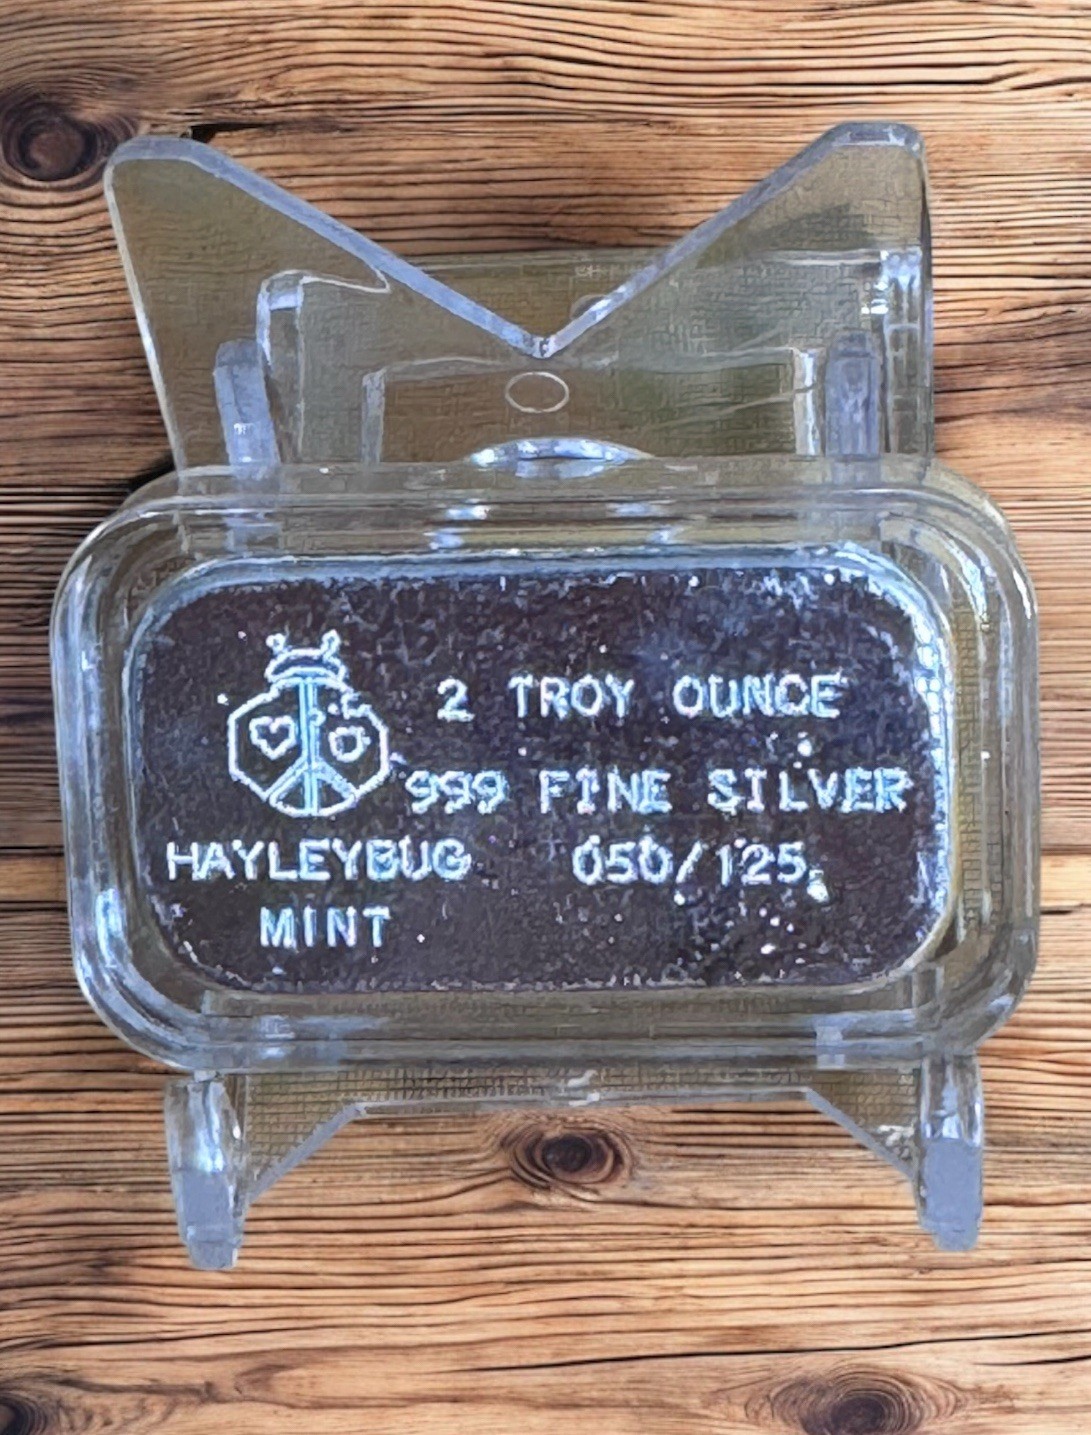 2 TROY OUNCE
999 FINE SILVER
HAYLEYBUG 050/125
MINT